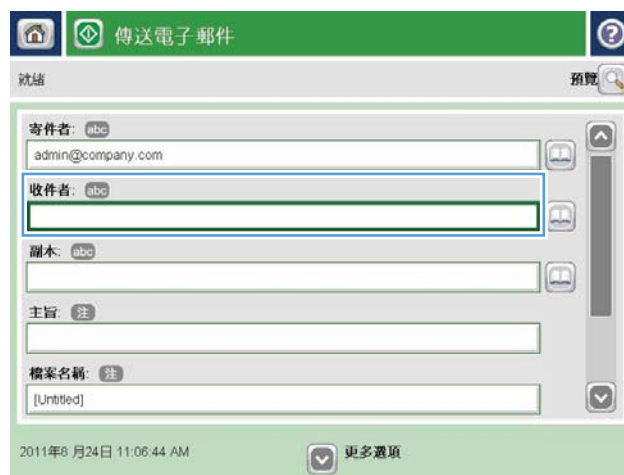 傳送電子郵件
?
就緒 預覽
寄件者: abc
admin@company.com
收件者: abc
副本: abc
主旨: 注
檔案名稱: 注
[Untitled]
2011年8 月24日 11:06:44 AM 更多選項